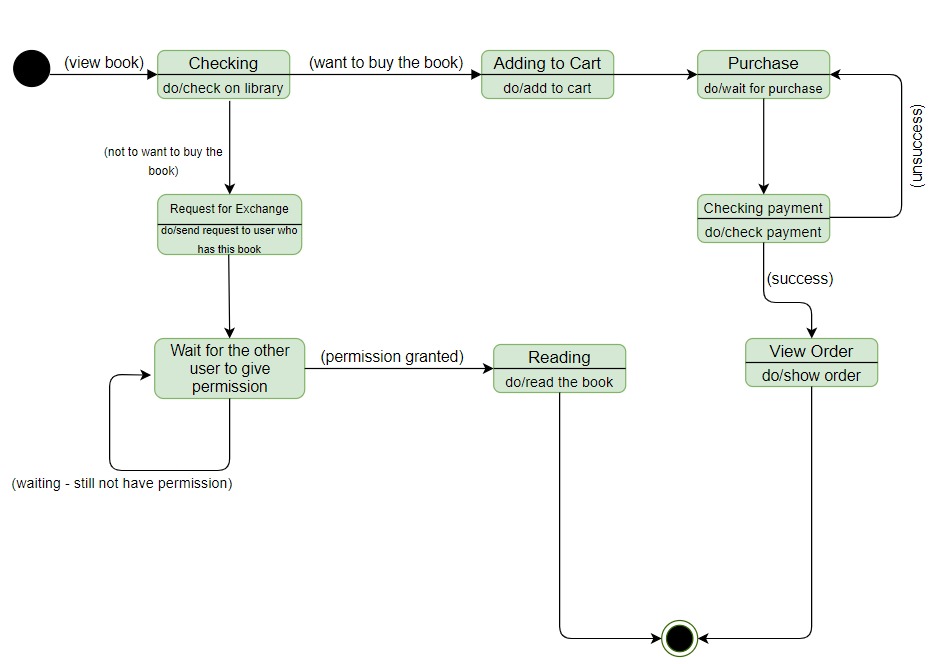 (view book)
Checking
do/check on library
(want to buy the book)
Adding to Cart
do/add to cart
Purchase
do/wait for purchase
(unsuccess)
(not to want to buy the
book)
Request for Exchange
do/send request to user who
has this book
Checking payment
do/check payment
(success)
Wait for the other
user to give
permission
(permission granted)
Reading
do/read the book
View Order
do/show order
(waiting - still not have permission)